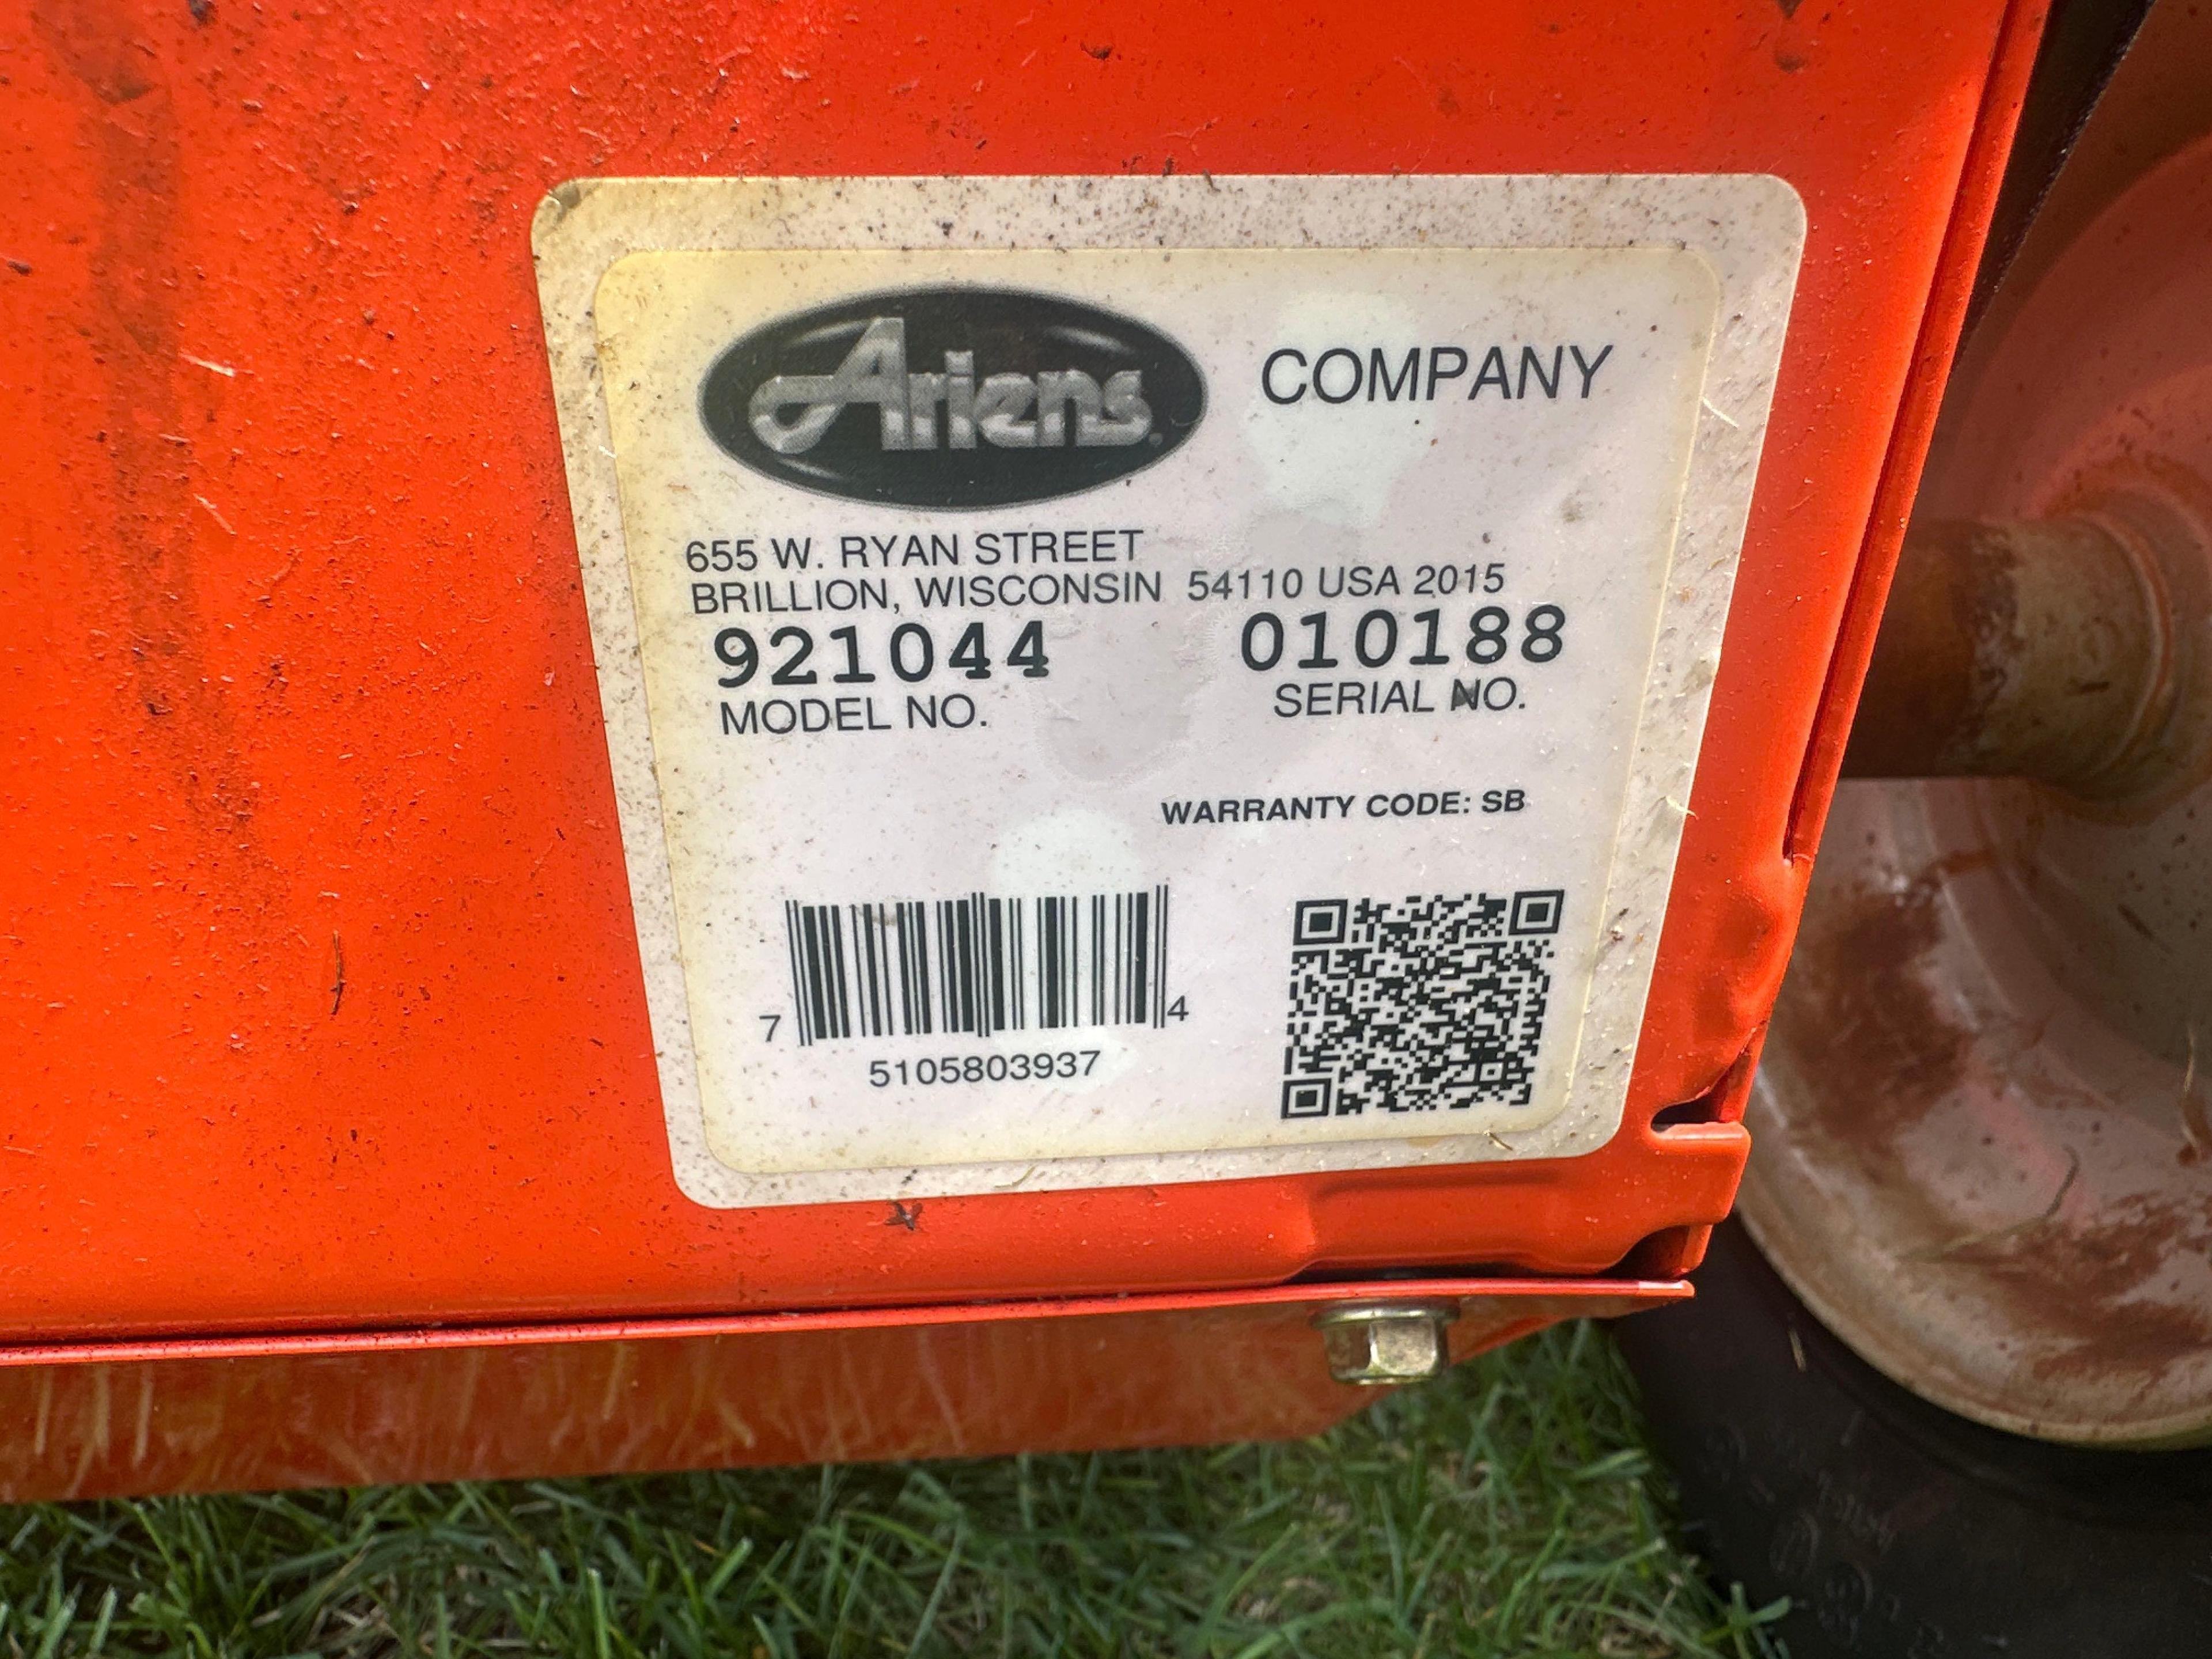 Ariens COMPANY
655 W. RYAN STREET
BRILLION, WISCONSIN 54110 USA 2015
921044 010188
MODEL NO. SERIAL NO.
WARRANTY CODE: SB
7 5105803937 4